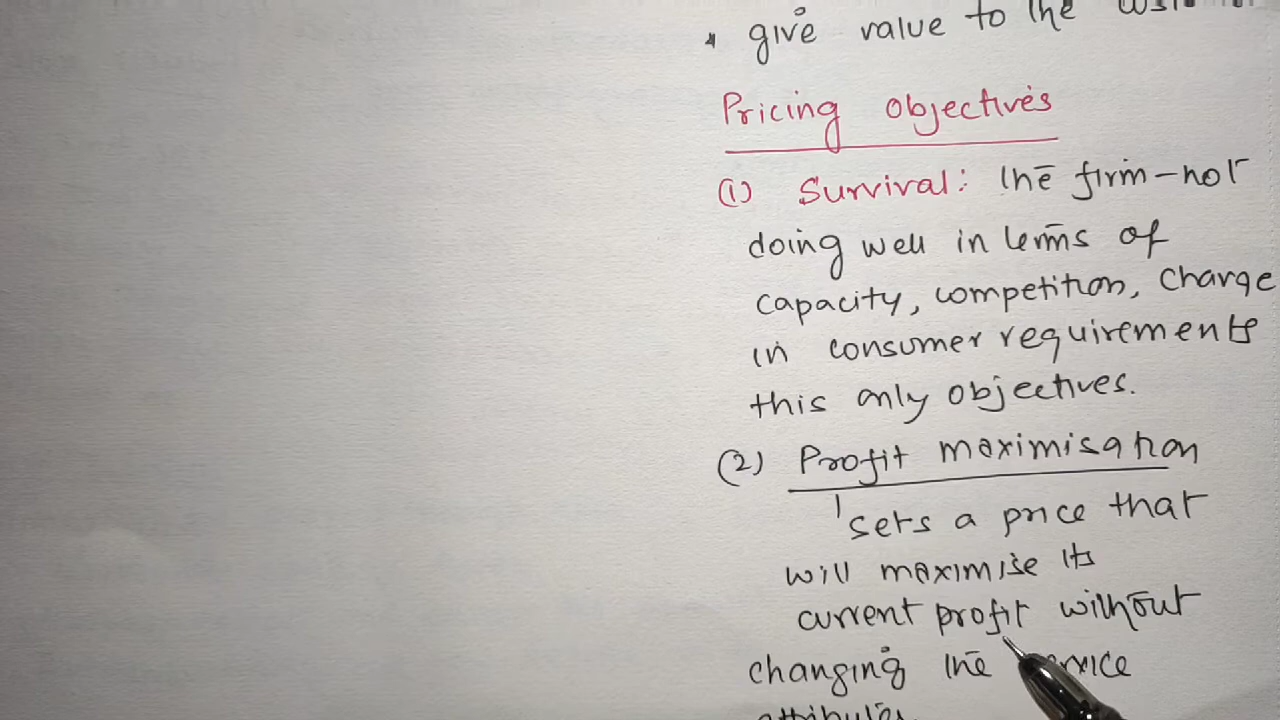 * give value to the
Pricing objectives
(1) Survival: The firm-not
doing well in terms of
capacity, competition, Change
in consumer requirements
this only objectives.
(2) Profit maximisation
sets a price that
will maximise its
current profit without
changing the service
attributes